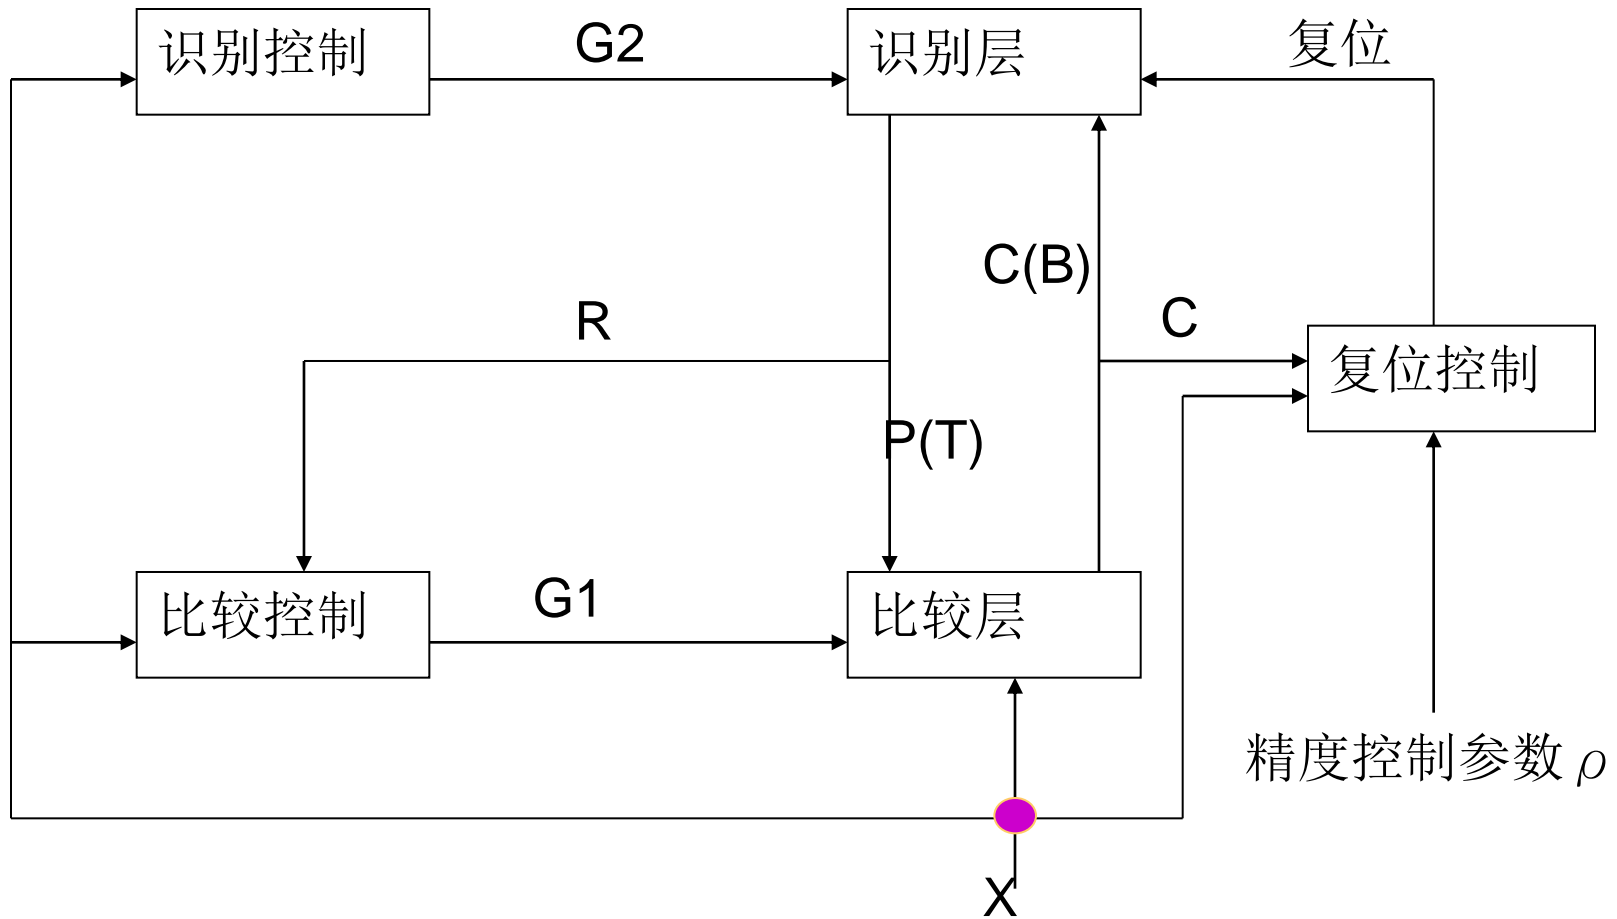 识别控制
G2
识别层
复位
C(B)
C
R
复位控制
P(T)
比较控制
G1
比较层
精度控制参数ρ
X